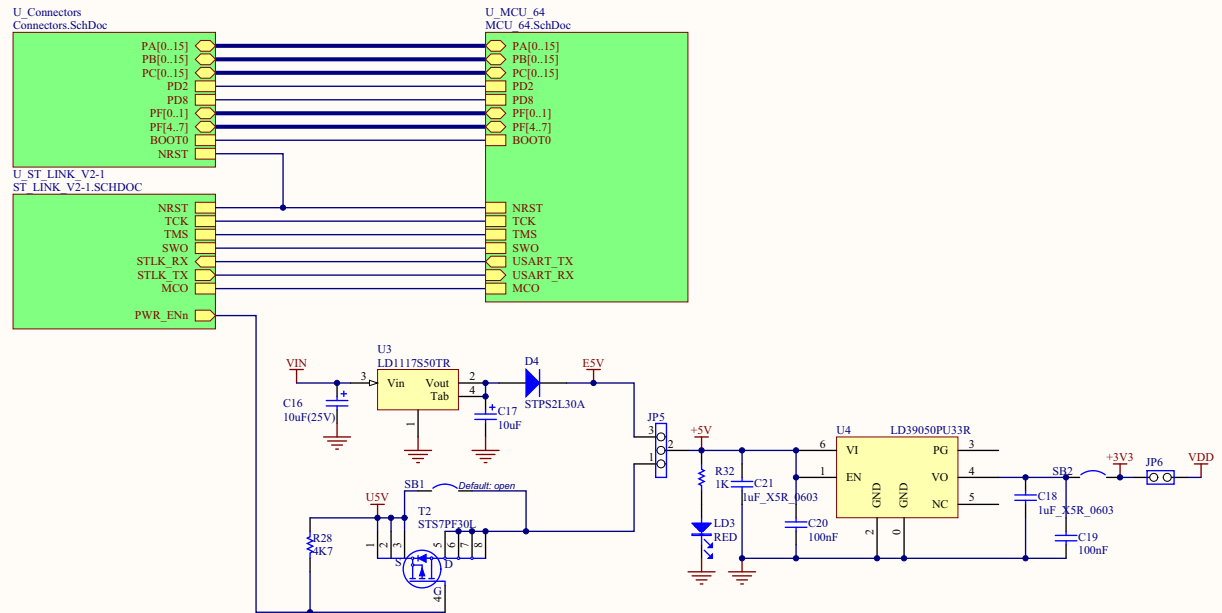 U_Connectors
Connectors.SchDoc
PA[0..15]
PB[0..15]
PC[0..15]
PD2
PD8
PF[0..1]
PF[4..7]
BOOT0
NRST
U_MCU_64
MCU_64.SchDoc
PA[0..15]
PB[0..15]
PC[0..15]
PD2
PD8
PF[0..1]
PF[4..7]
BOOT0
NRST
TCK
TMS
SWO
USART_TX
USART_RX
MCO
U_ST_LINK_V2-1
ST_LINK_V2-1.SCHDOC
NRST
TCK
TMS
SWO
STLK_RX
STLK_TX
MCO
PWR_ENn
VIN
C16
10uF(25V)
U3
LD1117S50TR
3
Vin
Vout
Tab
2
4
1
C17
10uF
D4
STPS2L30A
E5V
JP5
3
2
1
+5V
R32
1K
LD3
RED
C21
1uF_X5R_0603
C20
100nF
U4
LD39050PU33R
6
VI
PG
3
1
EN
VO
4
GND
GND
NC
5
2
0
SB2
C18
1uF_X5R_0603
C19
100nF
+3V3
JP6
VDD
SB1
Default: open
U5V
T2
STS7PF30L
R28
4K7
1
2
3
5
6
7
8
S
D
G
4